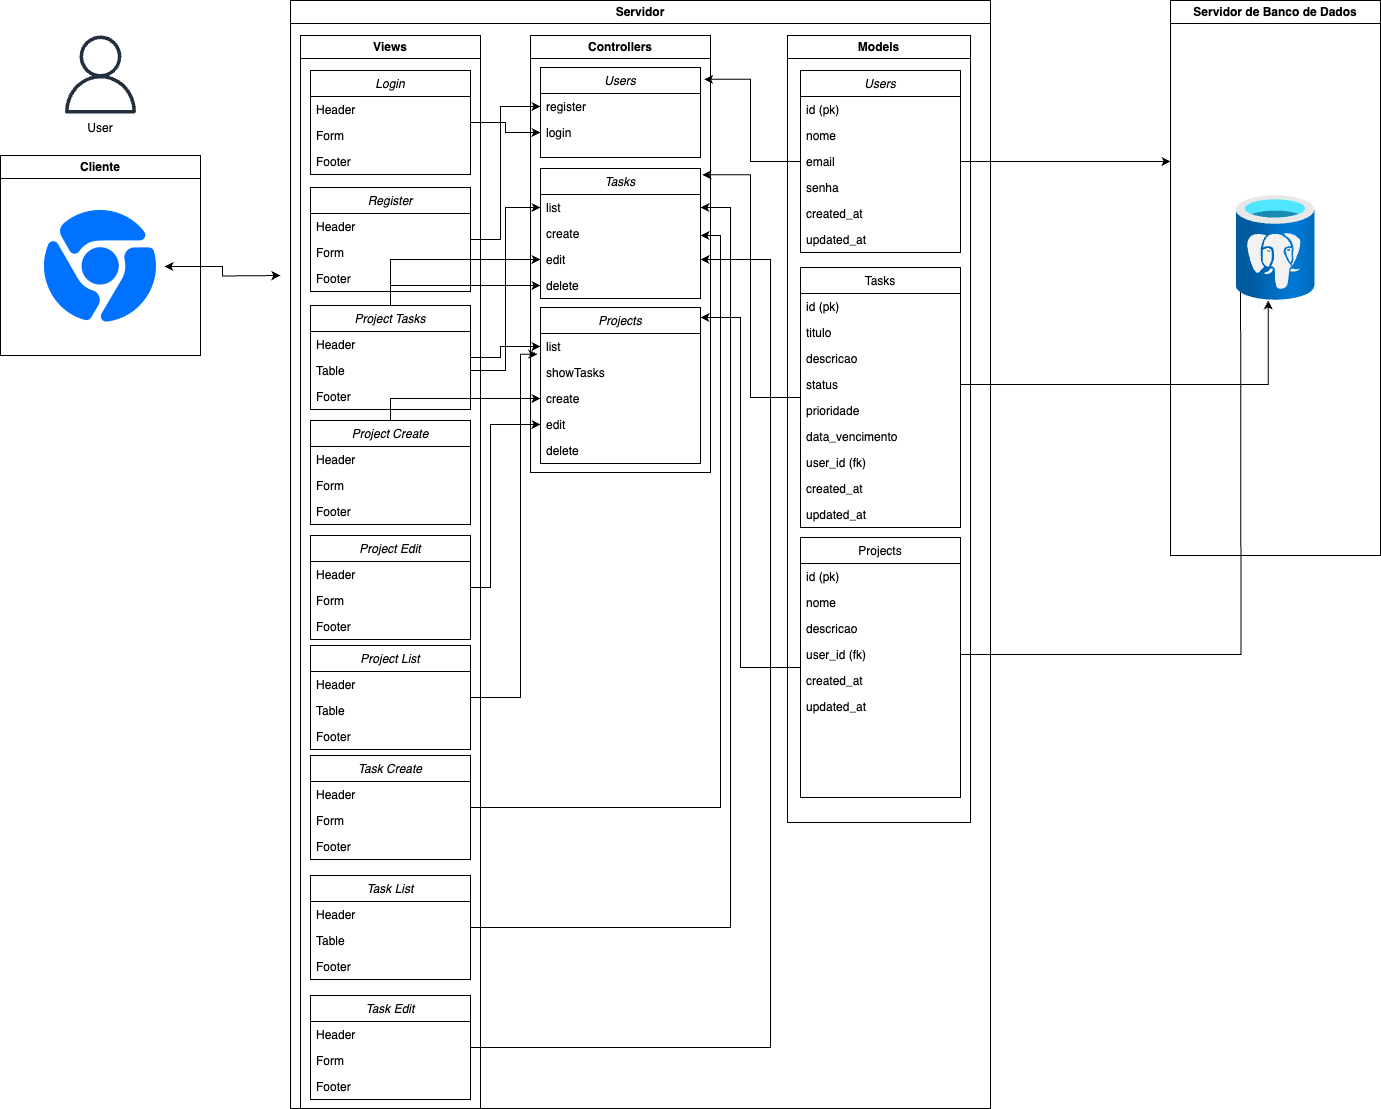 User
Cliente
Servidor
Views
Login
Header
Form
Footer
Register
Header
Form
Footer
Project Tasks
Header
Table
Footer
Project Create
Header
Form
Footer
Project Edit
Header
Form
Footer
Project List
Header
Table
Footer
Task Create
Header
Form
Footer
Task List
Header
Table
Footer
Task Edit
Header
Form
Footer
Controllers
Users
register
login
Tasks
list
create
edit
delete
Projects
list
showTasks
create
edit
delete
Models
Users
id (pk)
nome
email
senha
created_at
updated_at
Tasks
id (pk)
titulo
descricao
status
prioridade
data_vencimento
user_id (fk)
created_at
updated_at
Projects
id (pk)
nome
descricao
user_id (fk)
created_at
updated_at
Servidor de Banco de Dados